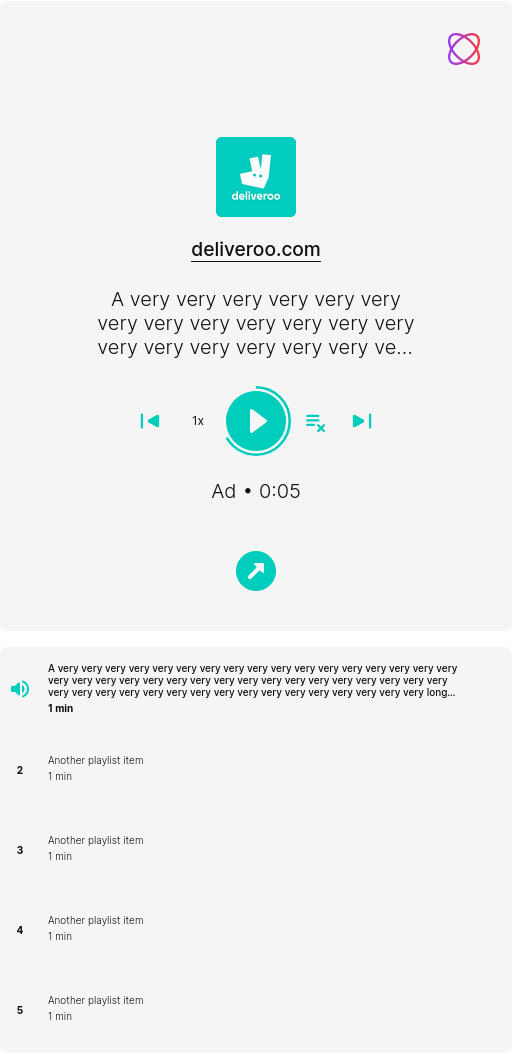 deliveroo
deliveroo.com
A very very very very very very
very very very very very very very
very very very very very very ve...
1x
Ad • 0:05
A very very very very very very very very very very very very very very very very very
very very very very very very very very very very very very very very very very very
very very very very very very very very very very very very very very very very long...
1 min
2
Another playlist item
1 min
3
Another playlist item
1 min
4
Another playlist item
1 min
5
Another playlist item
1 min